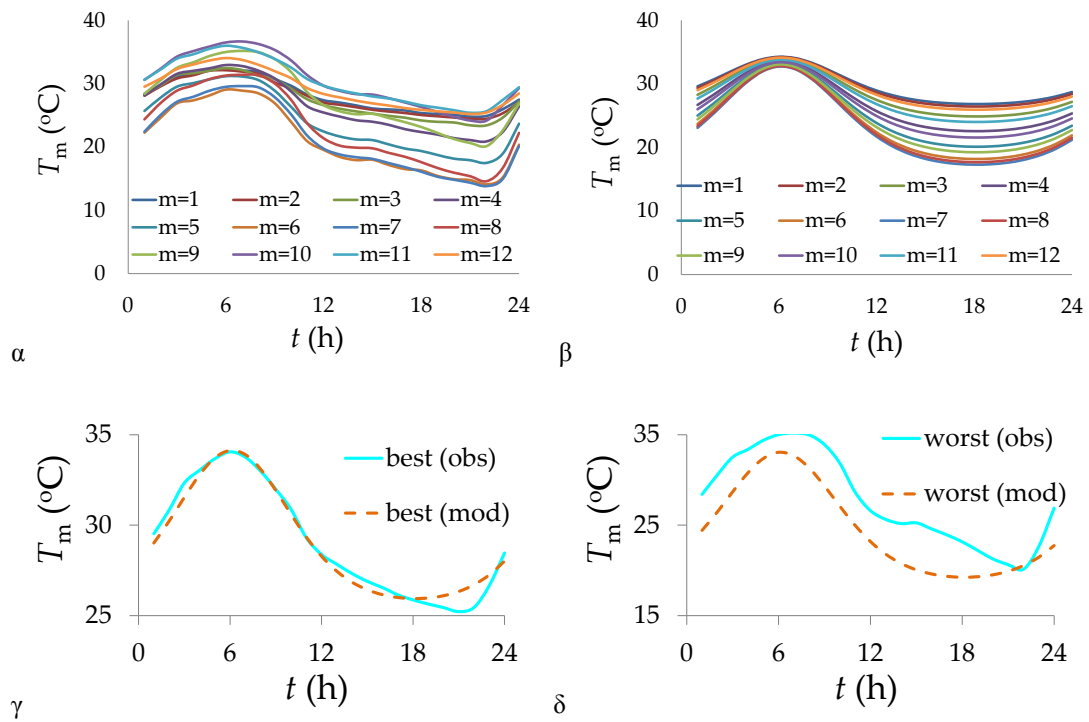 40
30
20
10
0
T_m (°C)
m=1 m=2 m=3 m=4
m=5 m=6 m=7 m=8
m=9 m=10 m=11 m=12
0 6 12 18 24
t (h)
α
40
30
20
10
0
T_m (°C)
m=1 m=2 m=3 m=4
m=5 m=6 m=7 m=8
m=9 m=10 m=11 m=12
0 6 12 18 24
t (h)
β
35
30
25
T_m (°C)
best (obs)
best (mod)
0 6 12 18 24
t (h)
γ
35
25
15
T_m (°C)
worst (obs)
worst (mod)
0 6 12 18 24
t (h)
δ